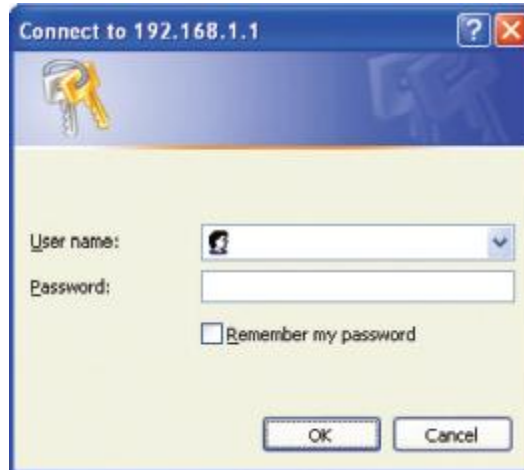 Connect to 192.168.1.1
User name:
Password:
Remember my password
OK Cancel